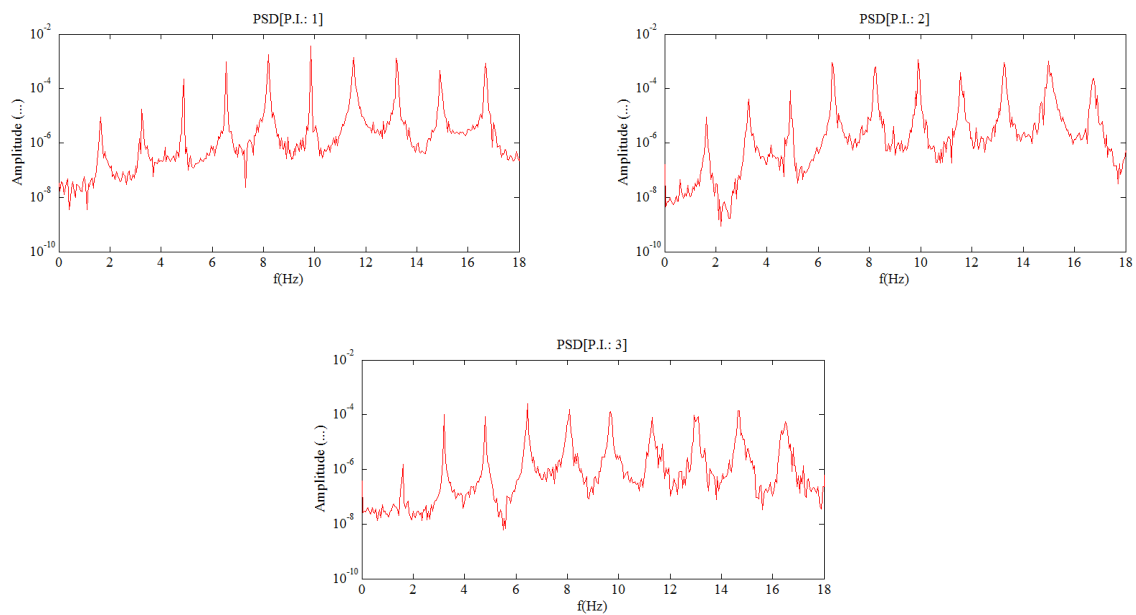 PSD[P.I.: 1]
10^-2
10^-4
10^-6
10^-8
10^-10
Amplitude (...)
0 2 4 6 8 10 12 14 16 18
f(Hz)
PSD[P.I.: 2]
10^-2
10^-4
10^-6
10^-8
10^-10
Amplitude (...)
0 2 4 6 8 10 12 14 16 18
f(Hz)
PSD[P.I.: 3]
10^-2
10^-4
10^-6
10^-8
10^-10
Amplitude (...)
0 2 4 6 8 10 12 14 16 18
f(Hz)